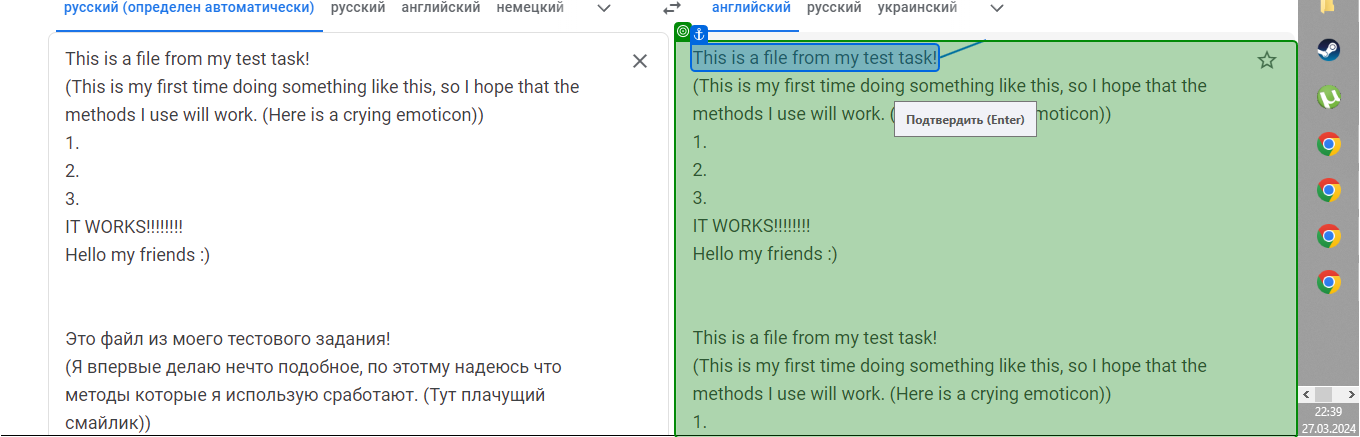 русский (определен автоматически) русский английский немецкий
английский русский украинский
This is a file from my test task!
(This is my first time doing something like this, so I hope that the
methods I use will work. (Here is a crying emoticon))
1.
2.
3.
IT WORKS!!!!!!!!
Hello my friends :)
Это файл из моего тестового задания!
(Я впервые делаю нечто подобное, по этотму надеюсь что
методы которые я использую сработают. (Тут плачущий
смайлик))
This is a file from my test task!
(This is my first time doing something like this, so I hope that the
methods I use will work. ( moticon))
Подтвердить (Enter)
1.
2.
3.
IT WORKS!!!!!!!!
Hello my friends :)
This is a file from my test task!
(This is my first time doing something like this, so I hope that the
methods I use will work. (Here is a crying emoticon))
1.
22:39
27.03.2024